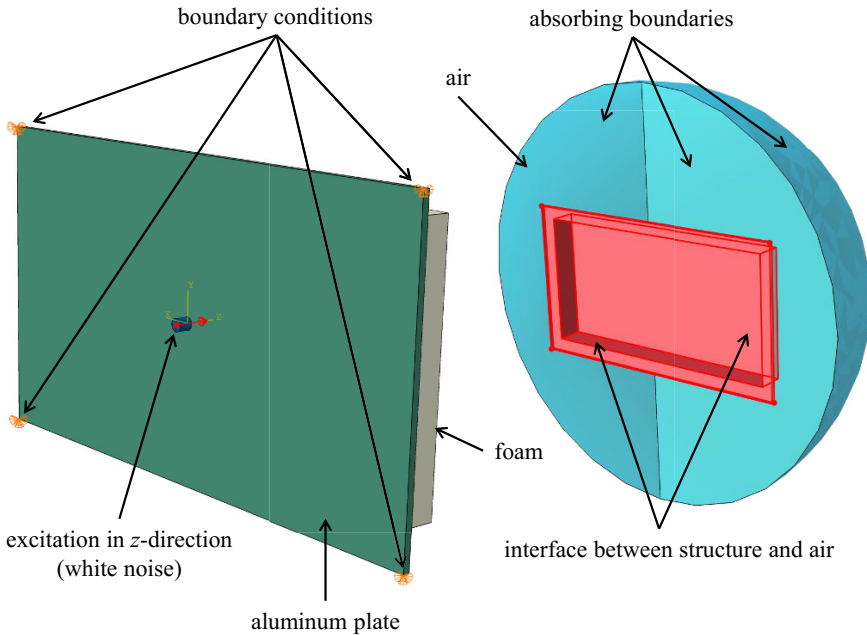 boundary conditions
absorbing boundaries
air
Y
Z
foam
excitation in z-direction
(white noise)
interface between structure and air
aluminum plate